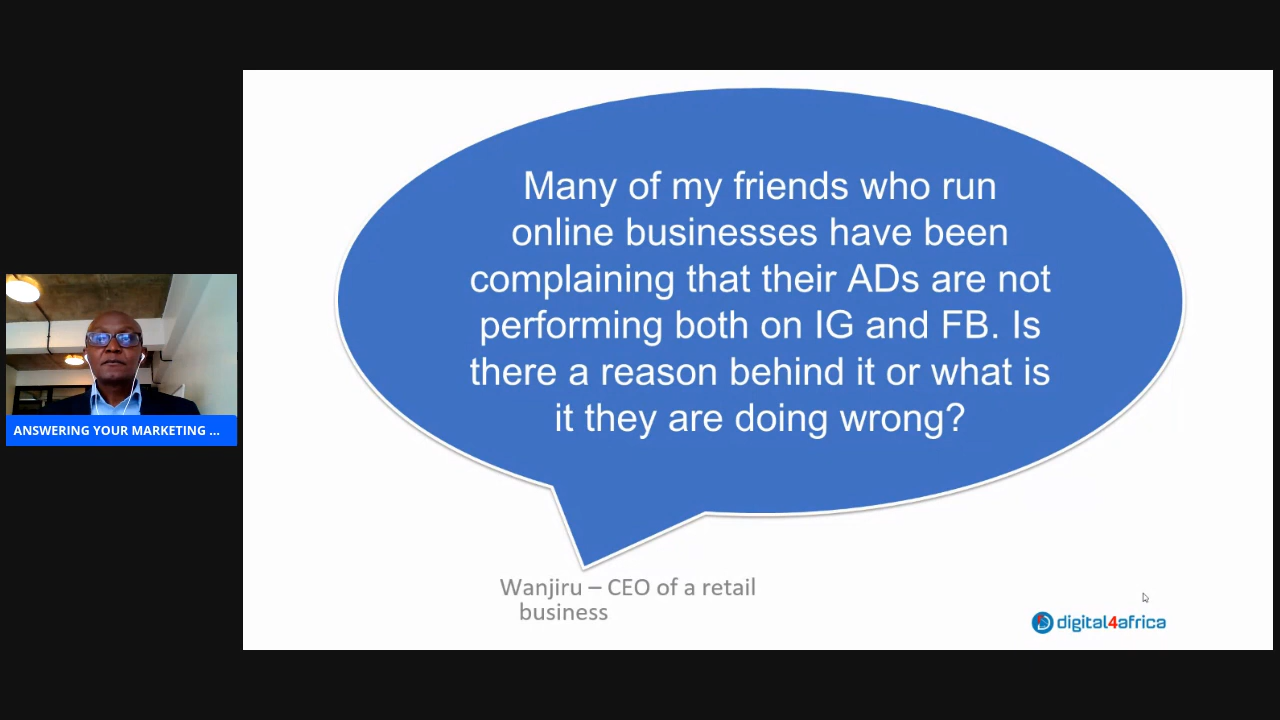 Many of my friends who run
online businesses have been
complaining that their ADs are not
performing both on IG and FB. Is
there a reason behind it or what is
it they are doing wrong?
ANSWERING YOUR MARKETING ...
Wanjiru – CEO of a retail
business
digital4africa